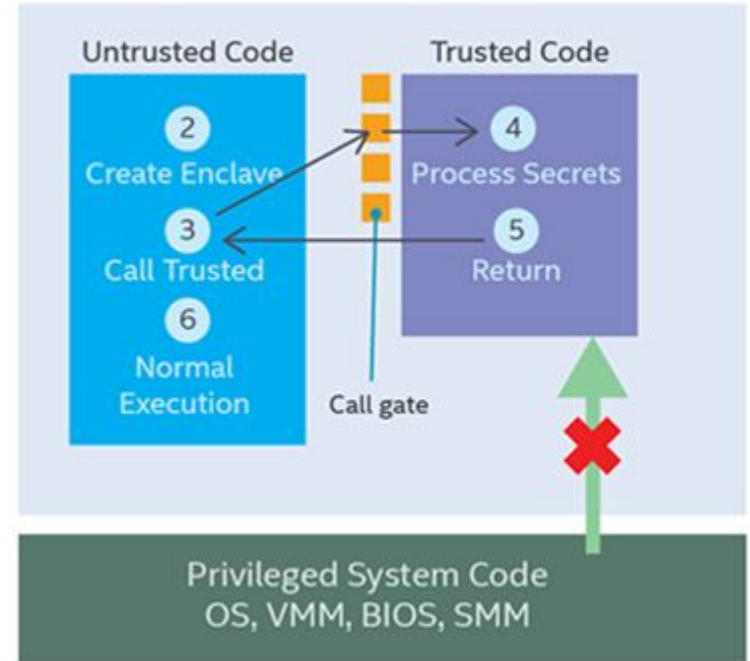 Untrusted Code
Trusted Code
2
Create Enclave
3
Call Trusted
6
Normal
Execution
4
Process Secrets
5
Return
Call gate
Privileged System Code
OS, VMM, BIOS, SMM